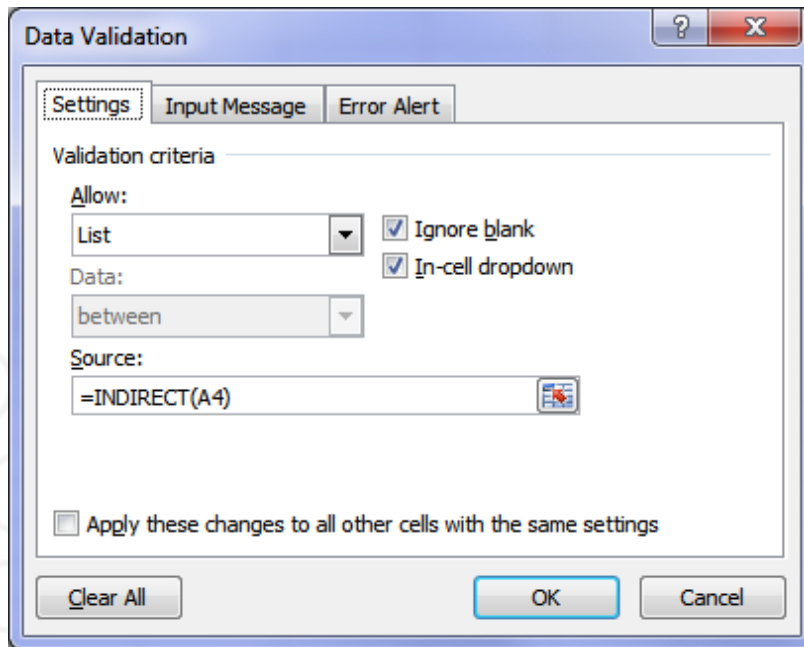 Data Validation
?
X
Settings
Input Message
Error Alert
Validation criteria
Allow:
List
Ignore blank
In-cell dropdown
Data:
between
Source:
=INDIRECT(A4)
Apply these changes to all other cells with the same settings
Clear All
OK
Cancel